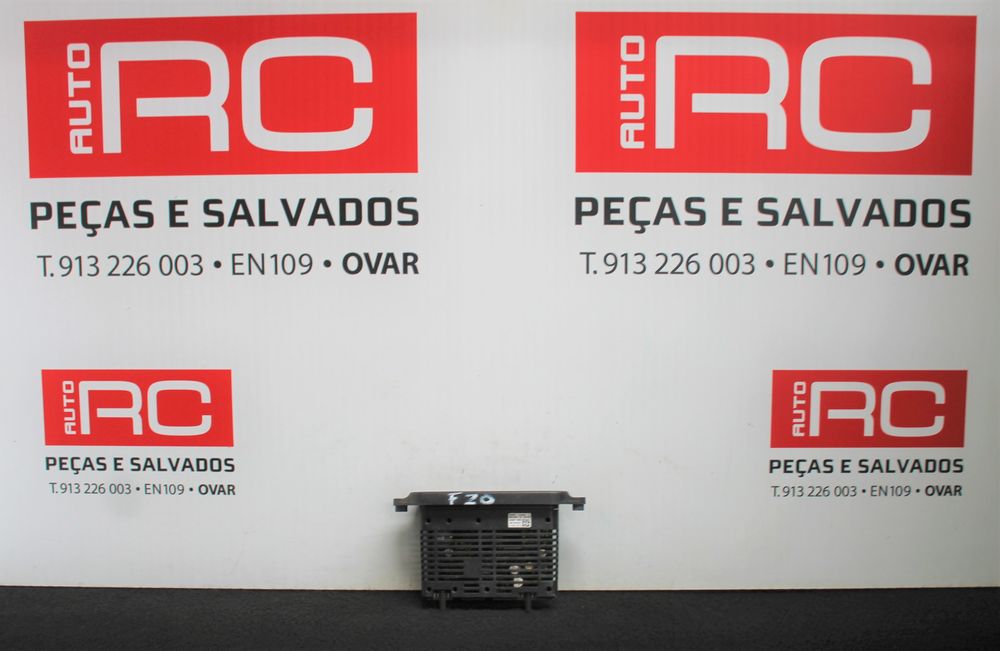 AUTO RC
PEÇAS E SALVADOS
T. 913 226 003 • EN109 • OVAR
AUTO RC
PEÇAS E SALVADOS
T. 913 226 003 • EN109 • OVAR
AUTO RC
PEÇAS E SALVADOS
T. 913 226 003 • EN109 • OVAR
AUTO RC
PEÇAS E SALVADOS
T. 913 226 003 • EN109 • OVAR
F20